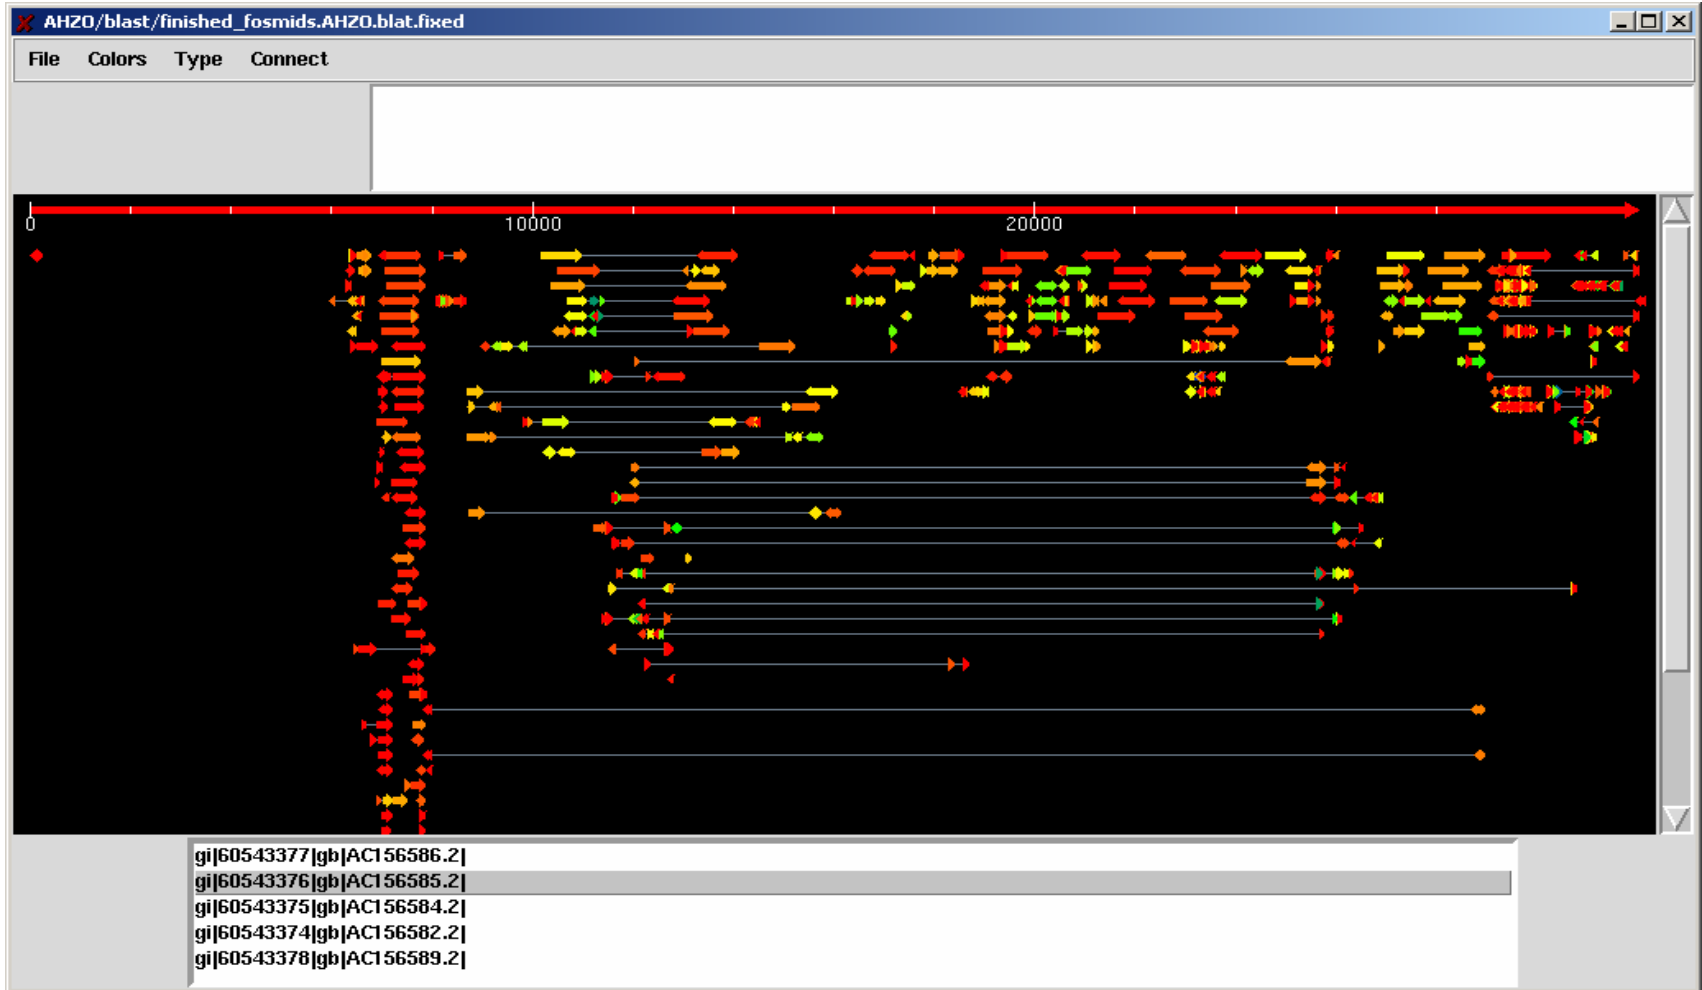 AHZO/blast/finished_fosmids.AHZO.blat.fixed
File Colors Type Connect
0 10000 20000
gi|60543377|gb|AC156586.2|
gi|60543376|gb|AC156585.2|
gi|60543375|gb|AC156584.2|
gi|60543374|gb|AC156582.2|
gi|60543378|gb|AC156589.2|